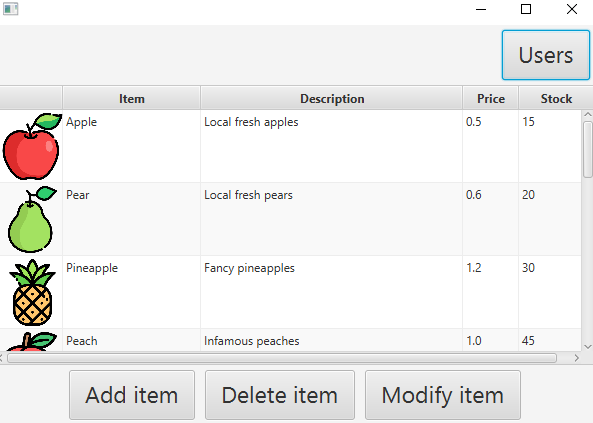 Users
Item Description Price Stock
Apple Local fresh apples 0.5 15
Pear Local fresh pears 0.6 20
Pineapple Fancy pineapples 1.2 30
Peach Infamous peaches 1.0 45
Add item Delete item Modify item